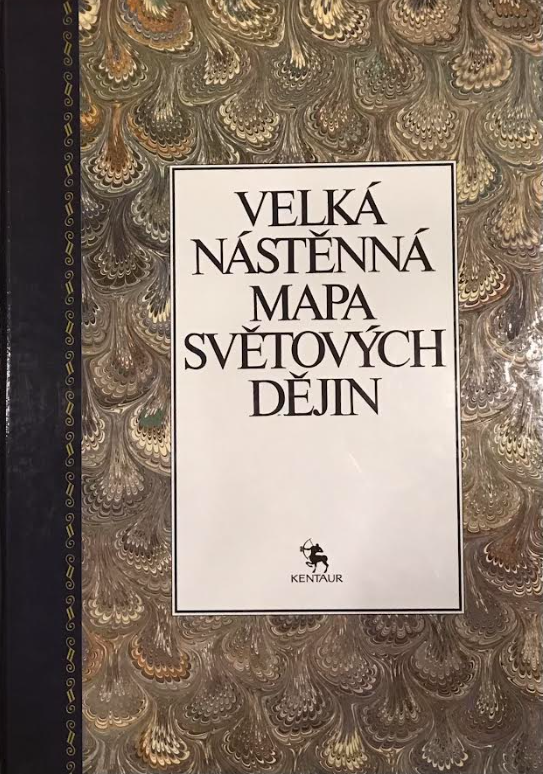 VELKÁ
NÁSTĚNNÁ
MAPA
SVĚTOVÝCH
DĚJIN
KENTAUR